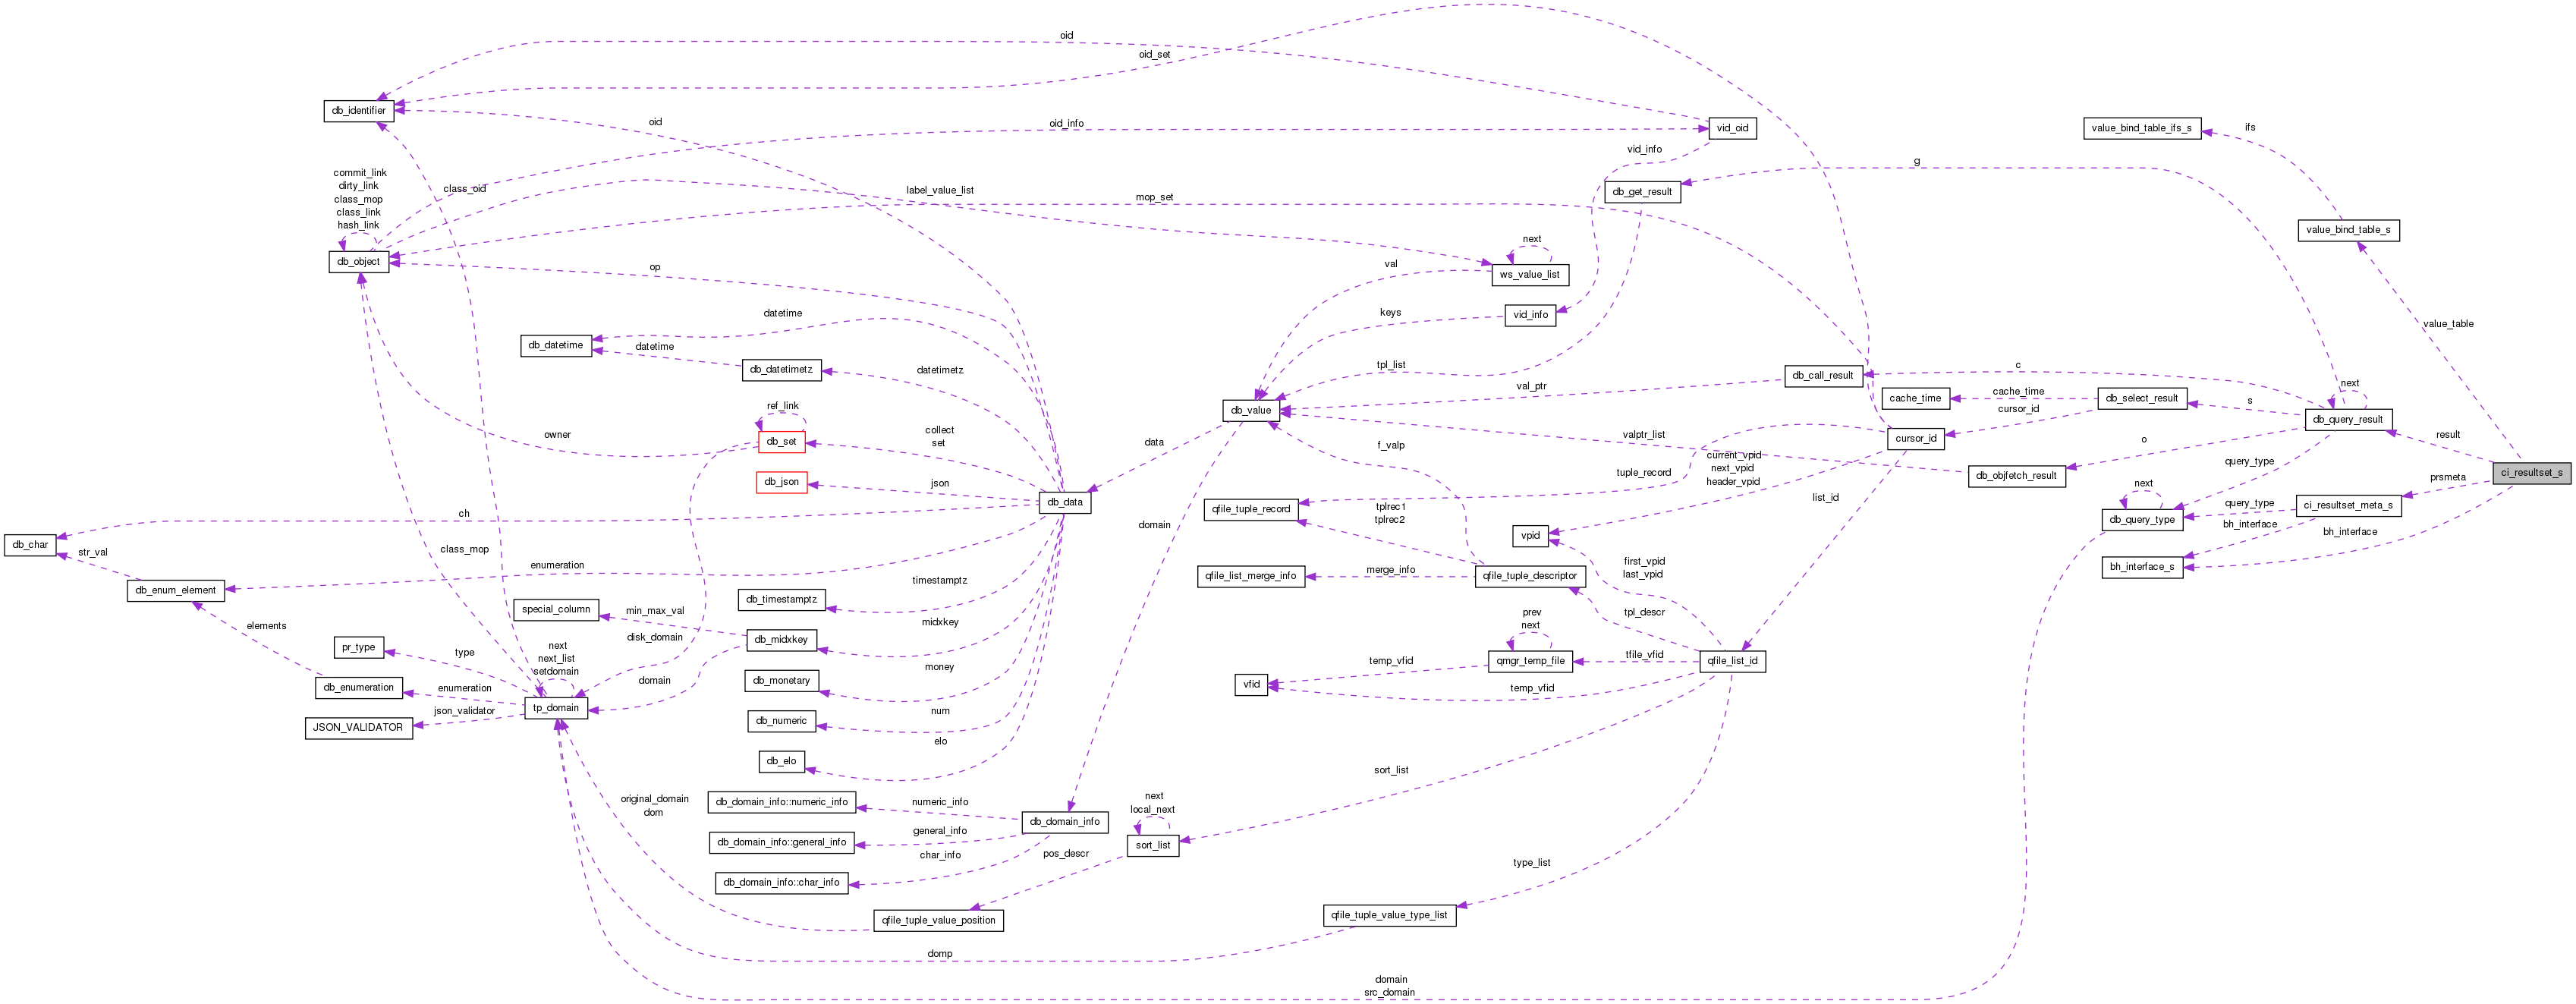 oid
oid_set
db_identifier
oid
oid_info
vid_oid
value_bind_table_ifs_s
ifs
vid_info
g
commit_link
dirty_link
class_mop
class_link
hash_link
class_oid
label_value_list
mop_set
db_get_result
value_bind_table_s
db_object
op
next
ws_value_list
val
datetime
vid_info
keys
value_table
db_datetime
datetime
db_datetimetz
datetimetz
tpl_list
c
db_call_result
val_ptr
next
cache_time
cache_time
db_select_result
s
cursor_id
ref_link
db_value
db_query_result
collect
set
db_set
owner
data
f_valp
valptr_list
cursor_id
o
result
current_vpid
next_vpid
header_vpid
query_type
tuple_record
db_objfetch_result
ci_resultset_s
db_json
json
db_data
list_id
next
prsmeta
qfile_tuple_record
tplrec1
tplrec2
query_type
ci_resultset_meta_s
ch
domain
db_query_type
bh_interface
bh_interface
db_char
str_val
class_mop
vpid
enumeration
first_vpid
last_vpid
bh_interface_s
merge_info
qfile_list_merge_info
qfile_tuple_descriptor
db_enum_element
timestamptz
db_timestamptz
special_column
min_max_val
midxkey
tpl_descr
prev
next
elements
disk_domain
db_midxkey
pr_type
type
next
next_list
setdomain
temp_vfid
qmgr_temp_file
tfile_vfid
qfile_list_id
money
domain
db_monetary
vfid
temp_vfid
db_enumeration
enumeration
tp_domain
num
db_numeric
JSON_VALIDATOR
json_validator
elo
db_elo
sort_list
original_domain
dom
db_domain_info::numeric_info
numeric_info
next
local_next
db_domain_info
general_info
db_domain_info::general_info
sort_list
char_info
pos_descr
type_list
db_domain_info::char_info
qfile_tuple_value_position
qfile_tuple_value_type_list
domp
domain
src_domain